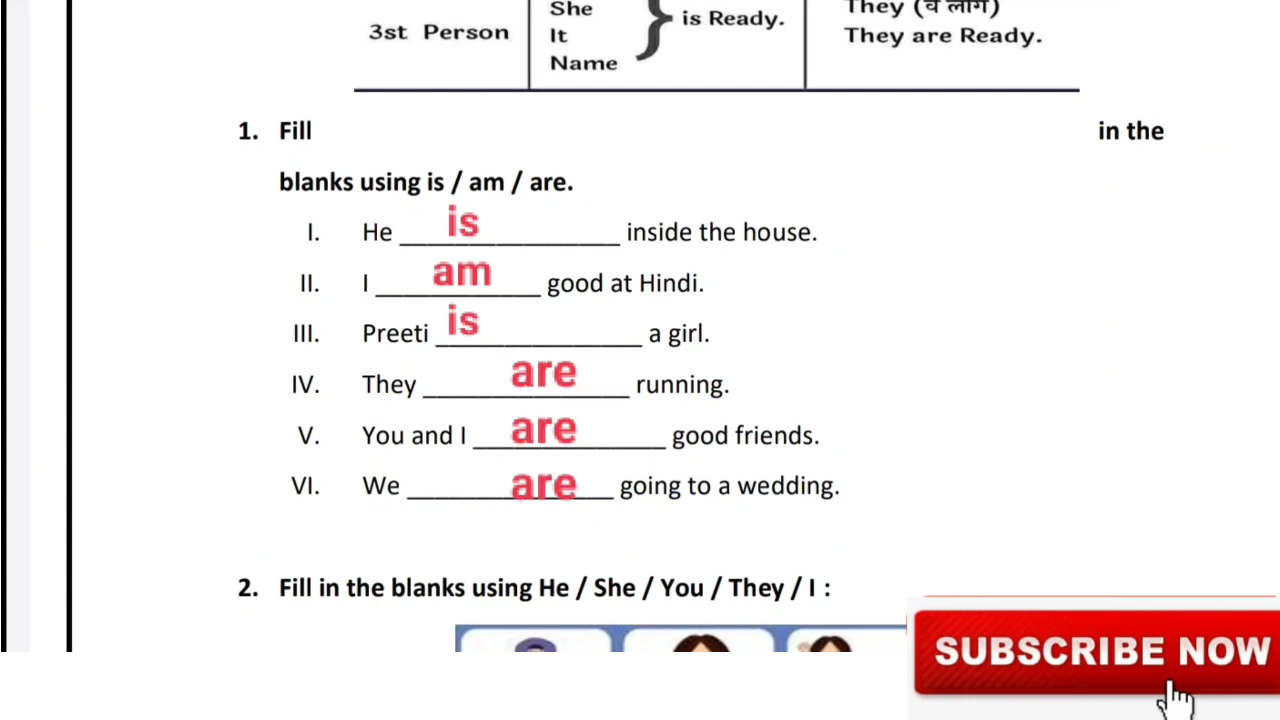 She
is Ready.
They (वे लोग)
3st Person
It
They are Ready.
Name
1. Fill in the
blanks using is / am / are.
I. He is inside the house.
II. I am good at Hindi.
III. Preeti is a girl.
IV. They are running.
V. You and I are good friends.
VI. We are going to a wedding.
2. Fill in the blanks using He / She / You / They / I :
SUBSCRIBE NOW